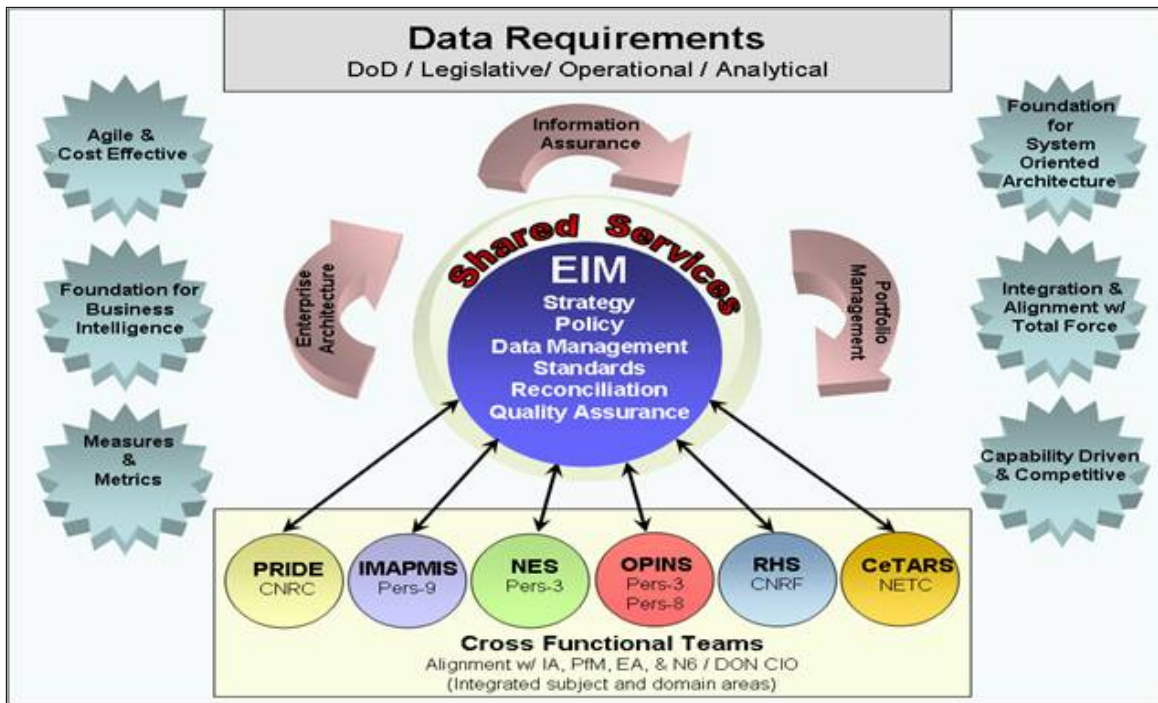 Data Requirements
DoD / Legislative/ Operational / Analytical
Agile &
Cost Effective
Foundation for
Business
Intelligence
Measures
&
Metrics
Enterprise
Architecture
Information
Assurance
Portfolio
Management
Shared Services
EIM
Strategy
Policy
Data Management
Standards
Reconciliation
Quality Assurance
Foundation
for
System
Oriented
Architecture
Integration &
Alignment w/
Total Force
Capability Driven
& Competitive
PRIDE
CNRC
IMAPMIS
Pers-9
NES
Pers-3
OPINS
Pers-3
Pers-8
RHS
CNRF
CeTARS
NETC
Cross Functional Teams
Alignment w/ IA, PfM, EA, & N6 / DON CIO
(Integrated subject and domain areas)